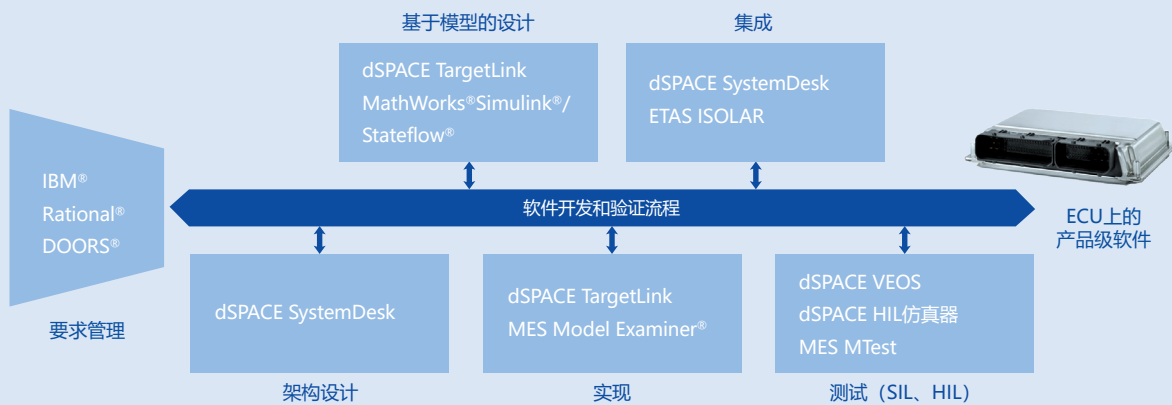 基于模型的设计
dSPACE TargetLink
MathWorks®Simulink®/
Stateflow®
集成
dSPACE SystemDesk
ETAS ISOLAR
IBM®
Rational®
DOORS®
要求管理
软件开发和验证流程
ECU上的
产品级软件
dSPACE SystemDesk
架构设计
dSPACE TargetLink
MES Model Examiner®
实现
dSPACE VEOS
dSPACE HIL仿真器
MES MTest
测试（SIL、HIL）